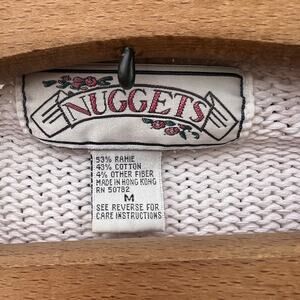 NUGGETS
53% RAMIE
43% COTTON
4% OTHER FIBER
MADE IN HONG KONG
RN 50782
M
SEE REVERSE FOR
CARE INSTRUCTIONS